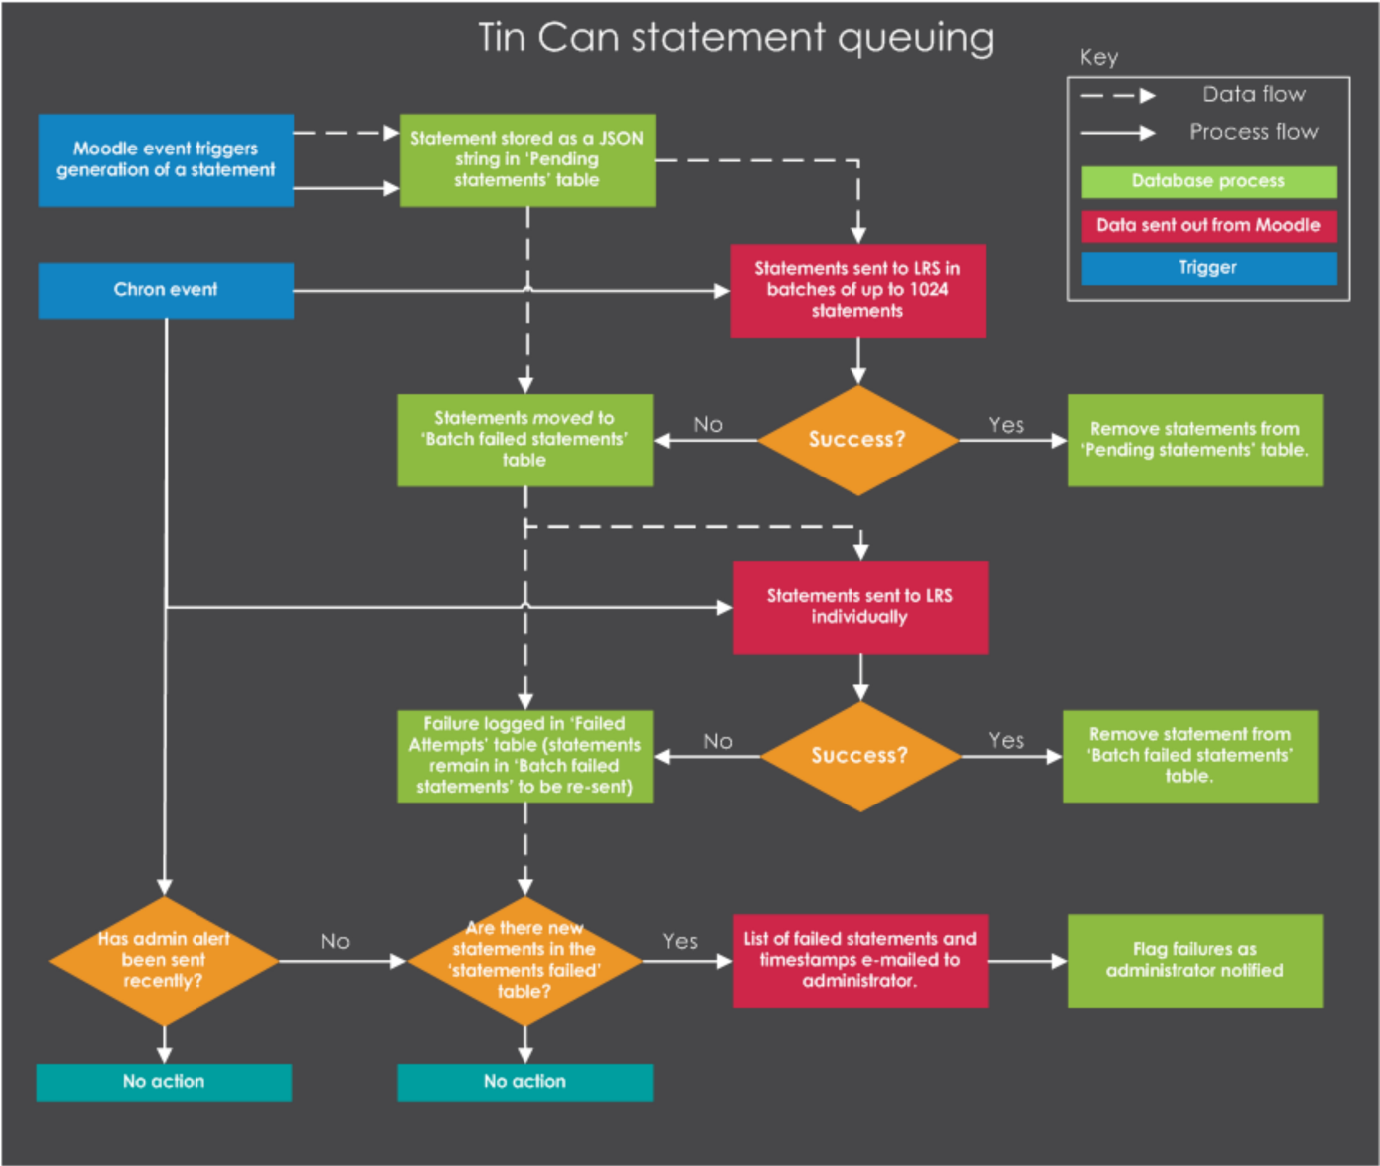 Tin Can statement queuing
Key
Data flow
Process flow
Database process
Data sent out from Moodle
Trigger
Moodle event triggers
generation of a statement
Statement stored as a JSON
string in ‘Pending
statements’ table
Chron event
Statements sent to LRS in
batches of up to 1024
statements
Statements moved to
‘Batch failed statements’
table
No
Success?
Yes
Remove statements from
‘Pending statements’ table.
Statements sent to LRS
individually
Failure logged in ‘Failed
Attempts’ table (statements
remain in ‘Batch failed
statements’ to be re-sent)
No
Success?
Yes
Remove statement from
‘Batch failed statements’
table.
Has admin alert
been sent
recently?
No
Are there new
statements in the
‘statements failed’
table?
Yes
List of failed statements and
timestamps e-mailed to
administrator.
Flag failures as
administrator notified
No action
No action